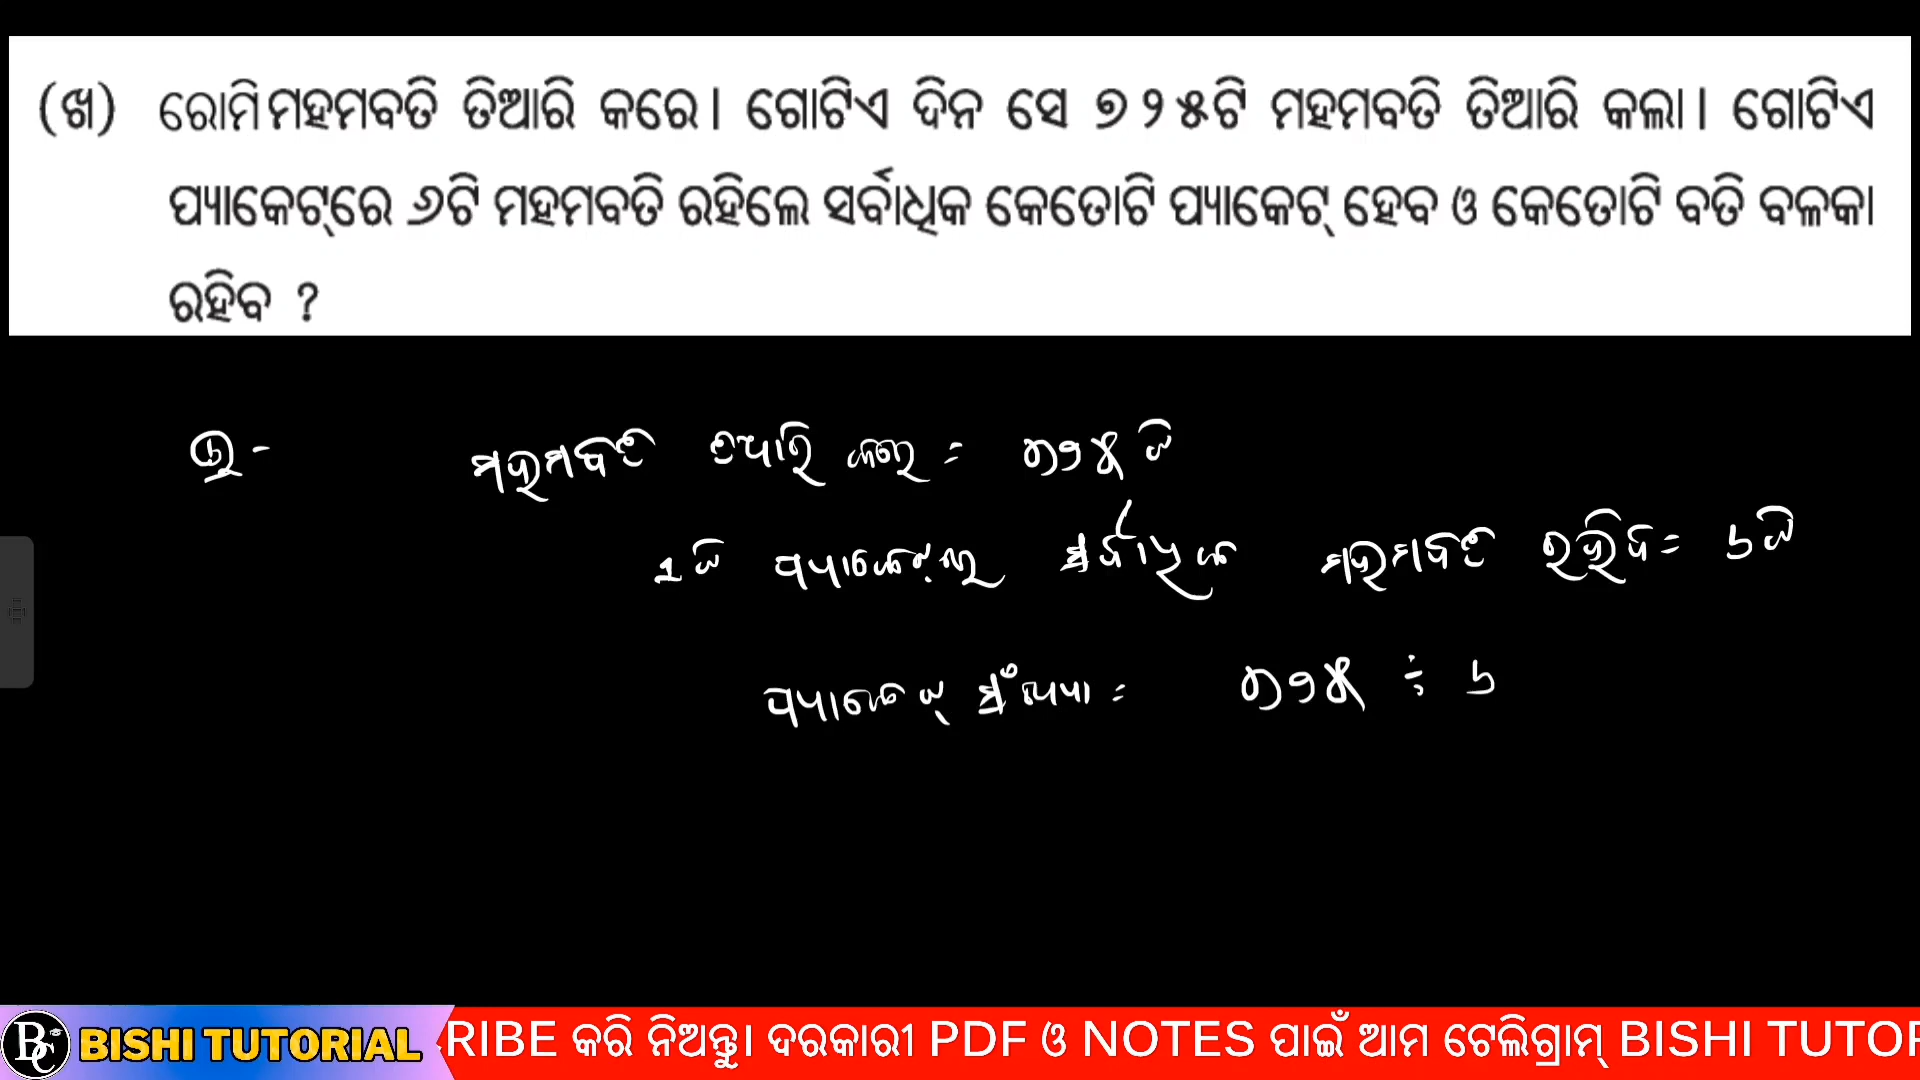 (ଖ) ରୋମି ମହମବତି ତିଆରି କରେ। ଗୋଟିଏ ଦିନ ସେ ୭୨୫ଟି ମହମବତି ତିଆରି କଲା। ଗୋଟିଏ
ପ୍ୟାକେଟ୍‌ରେ ୬ଟି ମହମବତି ରହିଲେ ସର୍ବାଧିକ କେତୋଟି ପ୍ୟାକେଟ୍ ହେବ ଓ କେତୋଟି ବତି ବଳକା
ରହିବ ?
ଉ -
ମହମବତି ତିଆରି କରେ = ୭୨୫ ଟି
୧ଟି ପ୍ୟାକେଟ୍‌ରେ ସର୍ବାଧିକ ମହମବତି ରହିବ = ୬ଟି
ପ୍ୟାକେଟ୍ ସଂଖ୍ୟା = ୭୨୫ ÷ ୬
BC BISHI TUTORIAL RIBE କରି ନିଅନ୍ତୁ। ଦରକାରୀ PDF ଓ NOTES ପାଇଁ ଆମ ଟେଲିଗ୍ରାମ୍ BISHI TUTOR